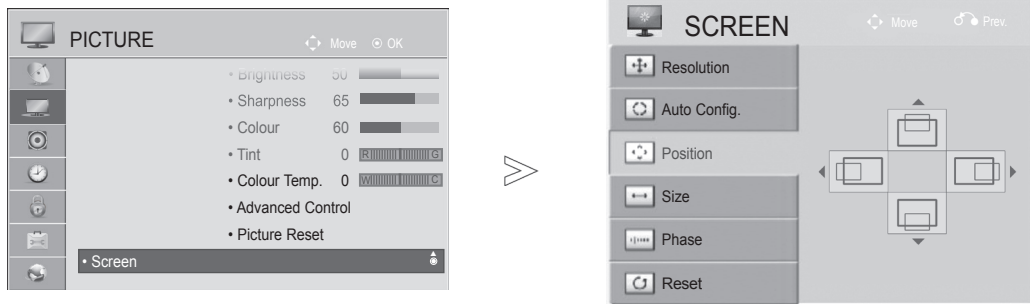 PICTURE
Move OK
• Brightness 50
• Sharpness 65
• Colour 60
• Tint 0 R G
• Colour Temp. 0 W C
• Advanced Control
• Picture Reset
• Screen
SCREEN
Move Prev.
Resolution
Auto Config.
Position
Size
Phase
Reset